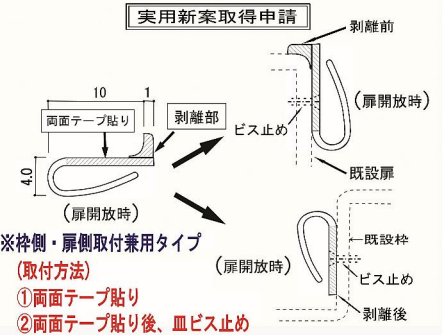 実用新案取得申請
剥離前
10
1
両面テープ貼り
剥離部
ビス止め
(扉開放時)
4.0
既設扉
(扉開放時)
※枠側・扉側取付兼用タイプ
(取付方法)
①両面テープ貼り
②両面テープ貼り後、皿ビス止め
(扉開放時)
既設枠
ビス止め
剥離後